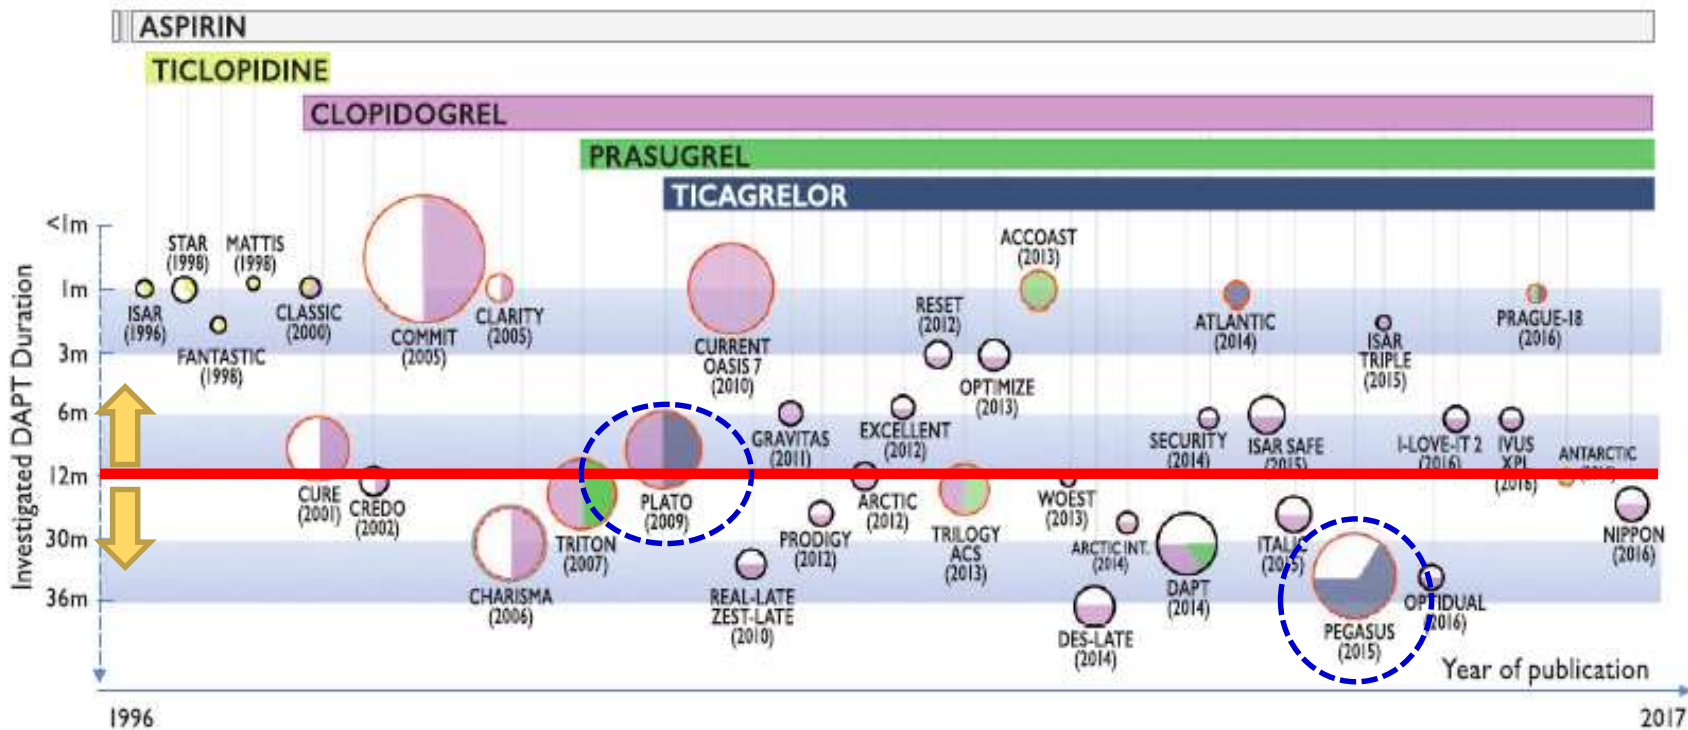 ASPIRIN
TICLOPIDINE
CLOPIDOGREL
PRASUGREL
TICAGRELOR
Investigated DAPT Duration
<1m
1m
3m
6m
12m
30m
36m
ISAR
(1996)
STAR
(1998)
FANTASTIC
(1998)
MATTIS
(1998)
CLASSIC
(2000)
COMMIT
(2005)
CLARITY
(2005)
CURRENT
OASIS 7
(2010)
RESET
(2012)
OPTIMIZE
(2013)
ACCOAST
(2013)
ATLANTIC
(2014)
ISAR
TRIPLE
(2015)
PRAGUE-18
(2016)
CURE
(2001)
CREDO
(2002)
CHARISMA
(2006)
TRITON
(2007)
PLATO
(2009)
GRAVITAS
(2011)
REAL-LATE
ZEST-LATE
(2010)
PRODIGY
(2012)
EXCELLENT
(2012)
ARCTIC
(2012)
TRILOGY
ACS
(2013)
WOEST
(2013)
ARCTIC INT.
(2014)
DES-LATE
(2014)
DAPT
(2014)
SECURITY
(2014)
ISAR SAFE
(2015)
ITALIC
(2015)
PEGASUS
(2015)
I-LOVE-IT 2
(2016)
OPTIDUAL
(2016)
IVUS
XPL
(2016)
ANTARCTIC
NIPPON
(2016)
Year of publication
1996
2017